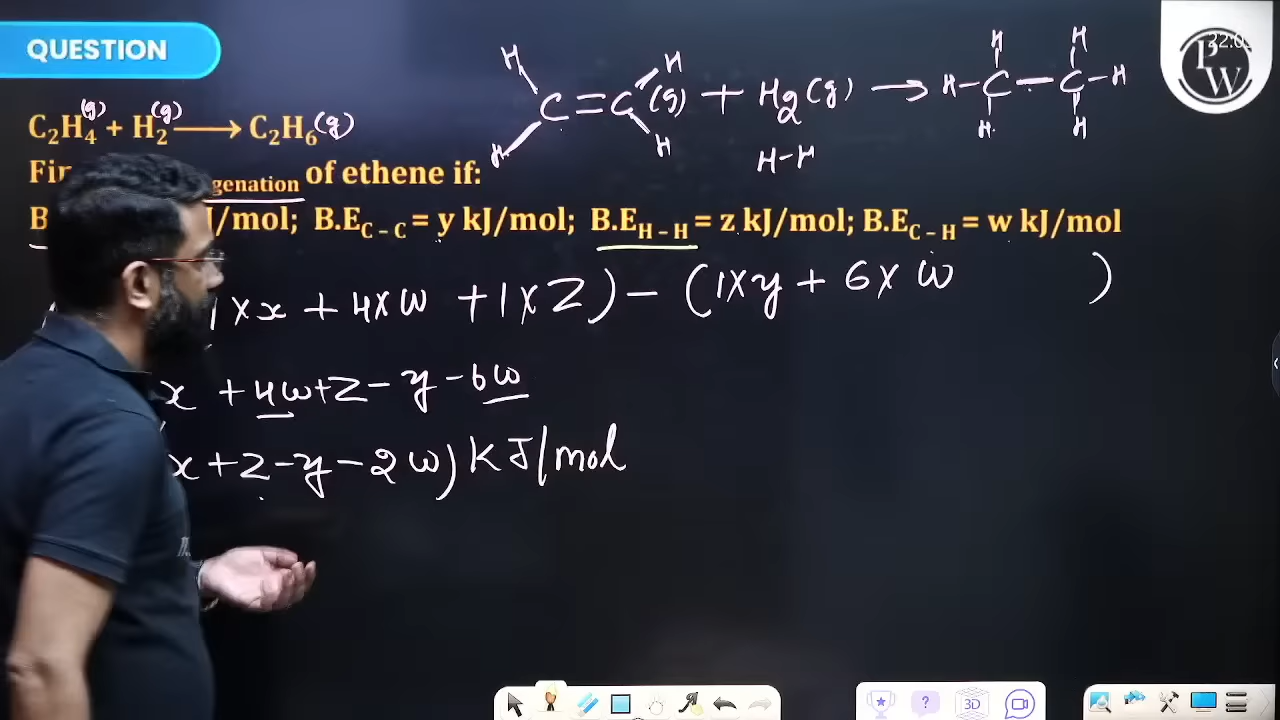 QUESTION
H H H H
C = C (g) + H2(g) → H - C - C - H
H H H H
H-H
C2H4(g) + H2(g) → C2H6(g)
genation of ethene if:
B. J/mol; B.EC – C = y kJ/mol; B.EH – H = z kJ/mol; B.EC – H = w kJ/mol
1 × x + 4 × w + 1 × z) – (1 × y + 6 × w )
x + 4w + z – y – 6w
x + z – y – 2w) kJ/mol
PW
3D